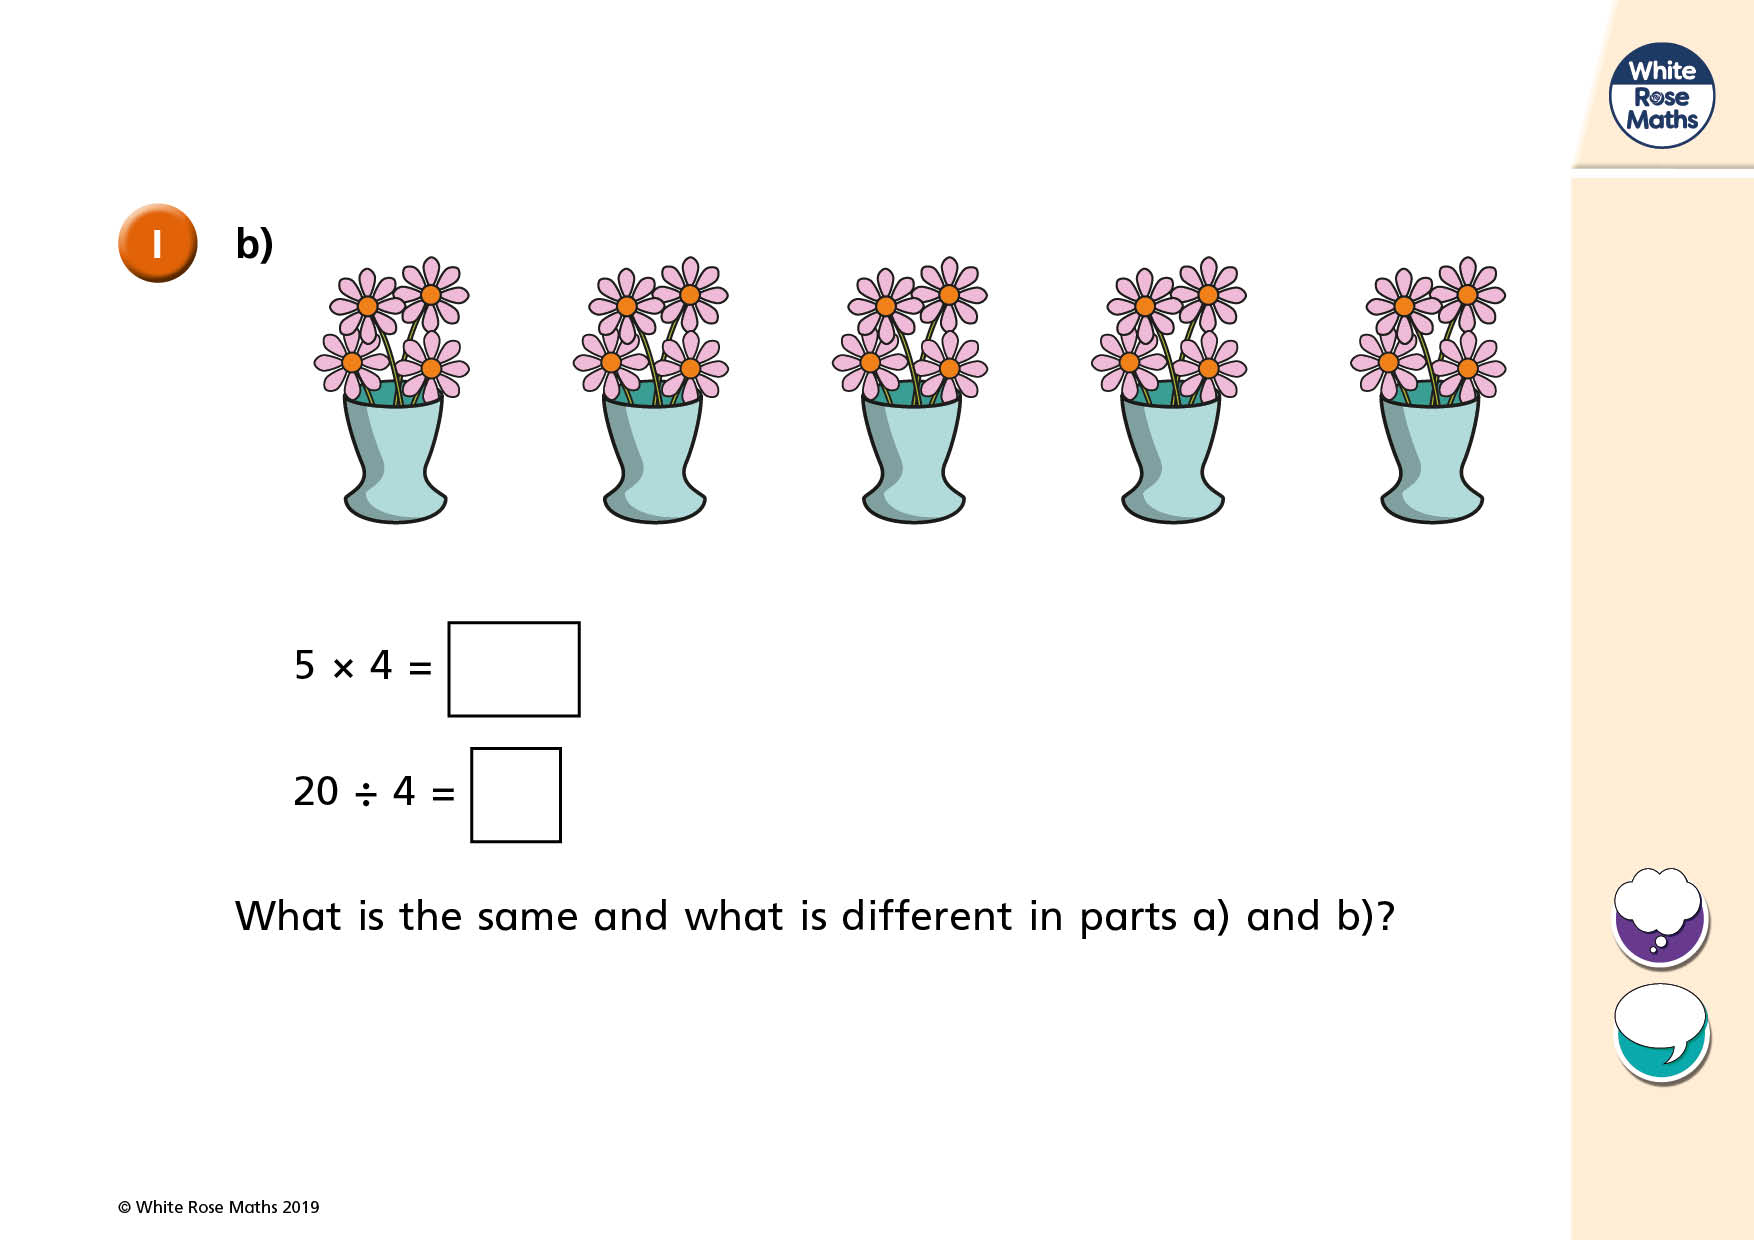 White
Rose
Maths
1 b)
5 × 4 =
20 ÷ 4 =
What is the same and what is different in parts a) and b)?
© White Rose Maths 2019